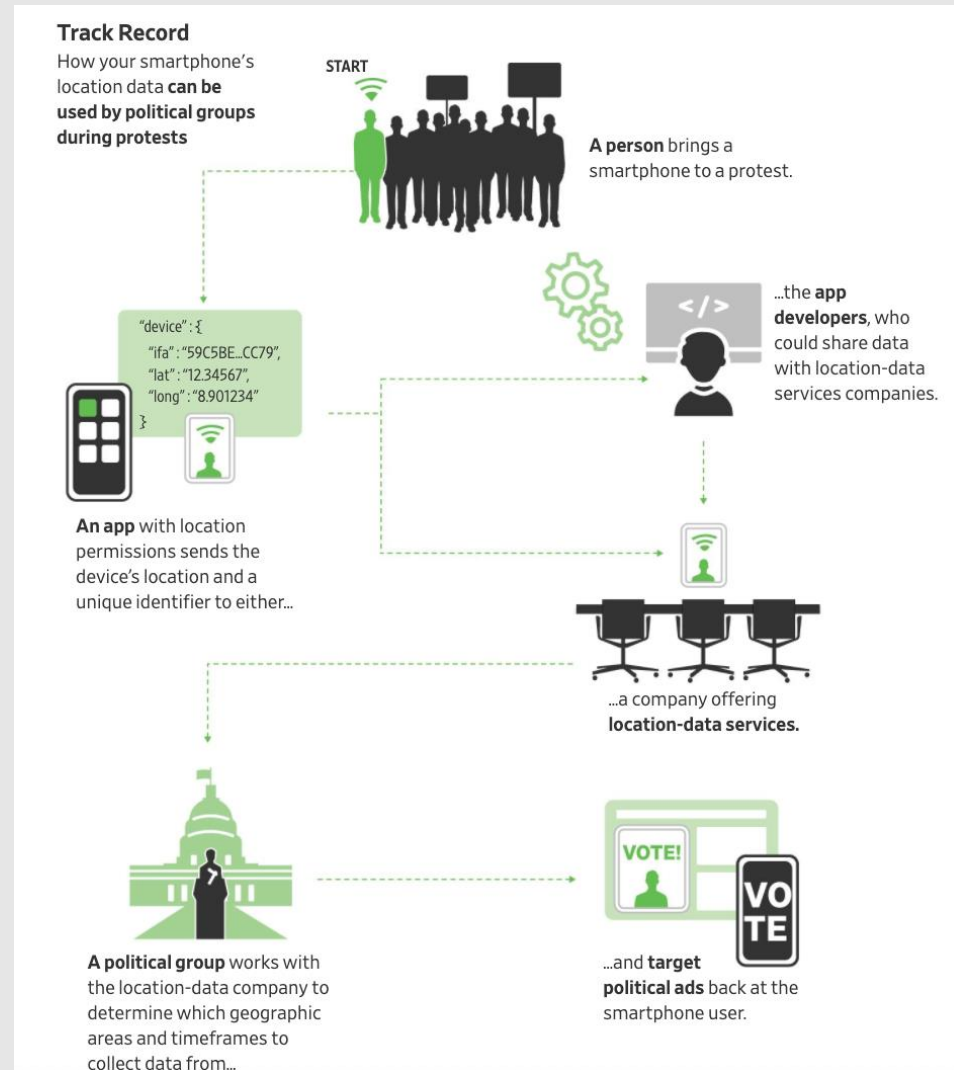 Track Record
How your smartphone's
location data can be
used by political groups
during protests
START
A person brings a
smartphone to a protest.
"device" : {
"ifa" : "59C5BE...CC79",
"lat" : "12.34567",
"long" : "8.901234"
}
An app with location
permissions sends the
device's location and a
unique identifier to either...
</>
...the app
developers, who
could share data
with location-data
services companies.
...a company offering
location-data services.
A political group works with
the location-data company to
determine which geographic
areas and timeframes to
collect data from...
VOTE!
VO
TE
...and target
political ads back at the
smartphone user.